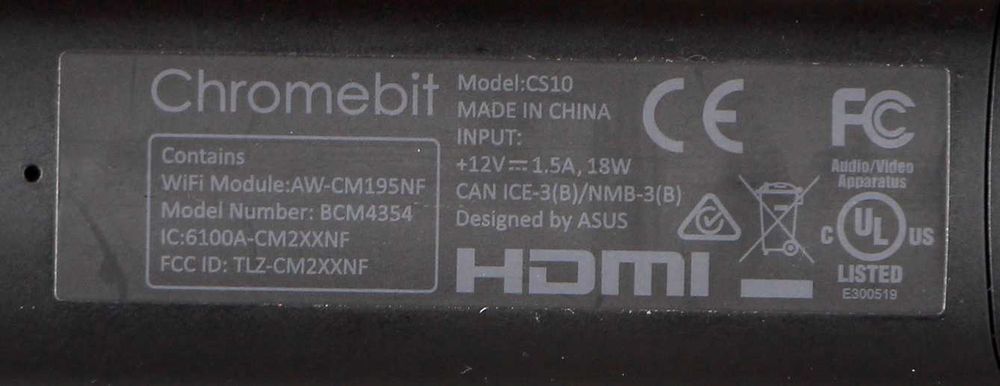 Chromebit
Contains
WiFi Module:AW-CM195NF
Model Number: BCM4354
IC:6100A-CM2XXNF
FCC ID: TLZ-CM2XXNF
Model:CS10
MADE IN CHINA
INPUT:
+12V⎓1.5A, 18W
CAN ICE-3(B)/NMB-3(B)
Designed by ASUS
HDMI
CE
FC
Audio/Video
Apparatus
C UL US
LISTED
E300519